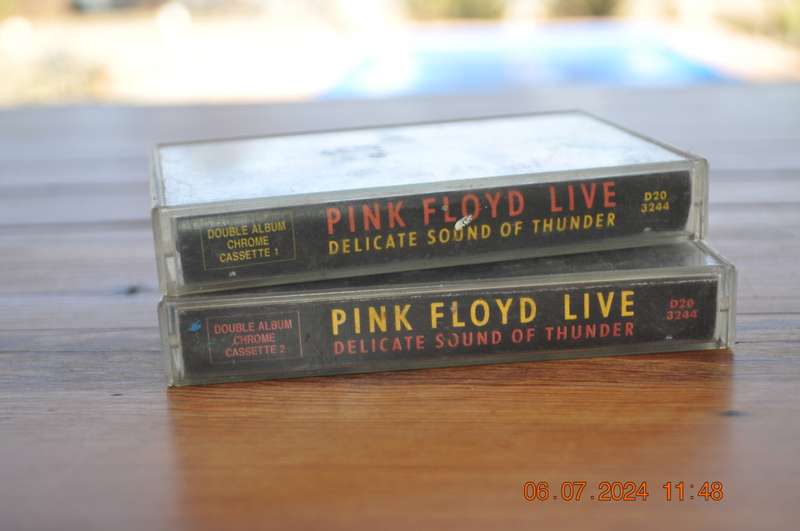 DOUBLE ALBUM
CHROME
CASSETTE 1
PINK FLOYD LIVE
DELICATE SOUND OF THUNDER
D20
3244
DOUBLE ALBUM
CHROME
CASSETTE 2
PINK FLOYD LIVE
DELICATE SOUND OF THUNDER
D20
3244
06.07.2024 11:48